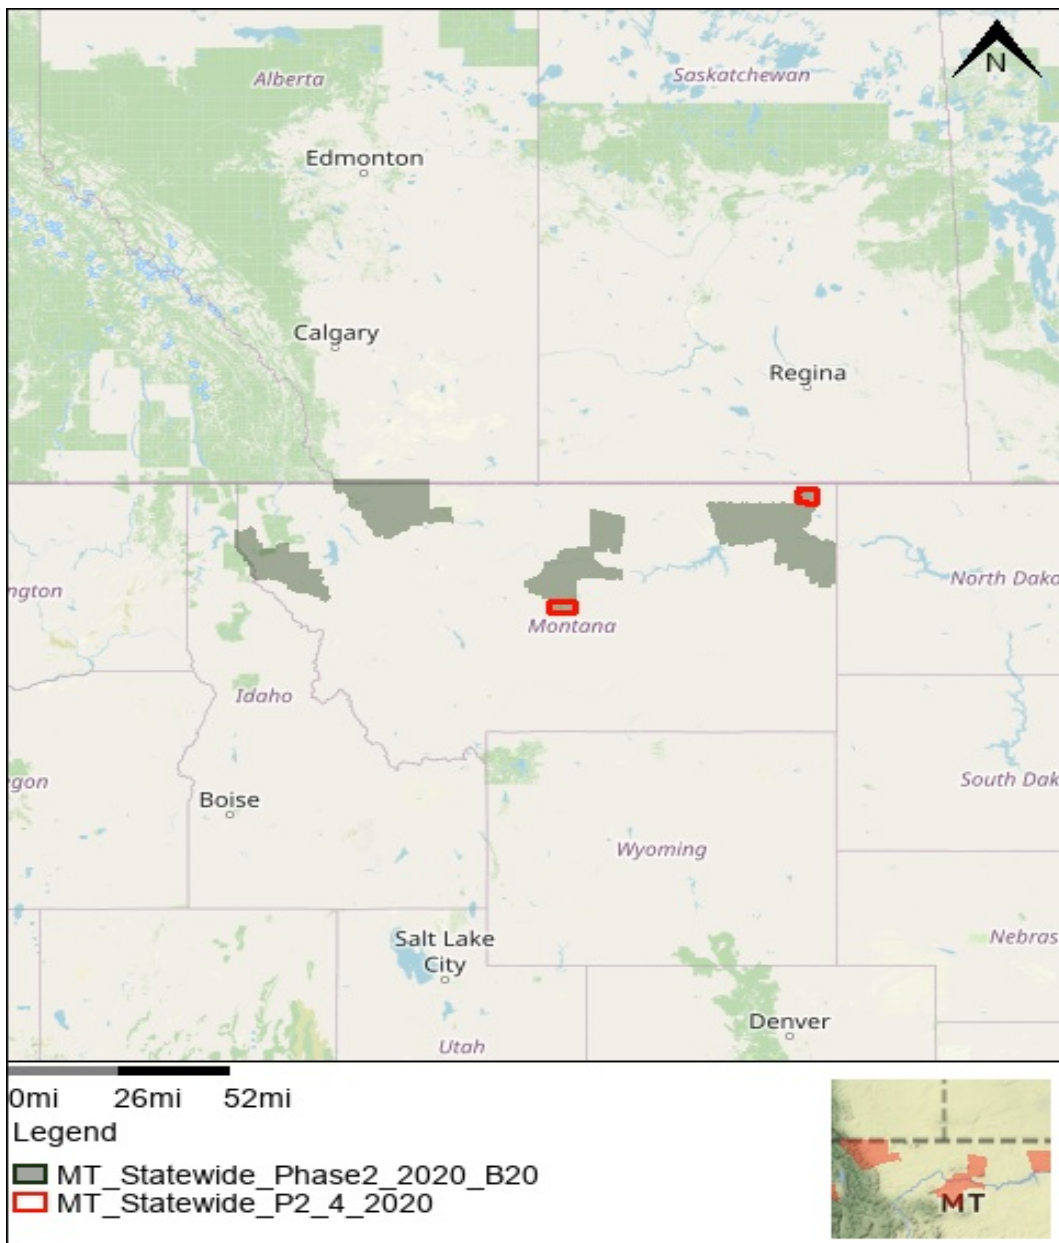 N
Alberta
Saskatchewan
Edmonton
Calgary
Regina
ngton
North Dako
Montana
Idaho
egon
South Dak
Boise
Wyoming
Salt Lake
City
Nebras
Denver
Utah
0mi 26mi 52mi
Legend
MT_Statewide_Phase2_2020_B20
MT_Statewide_P2_4_2020
MT